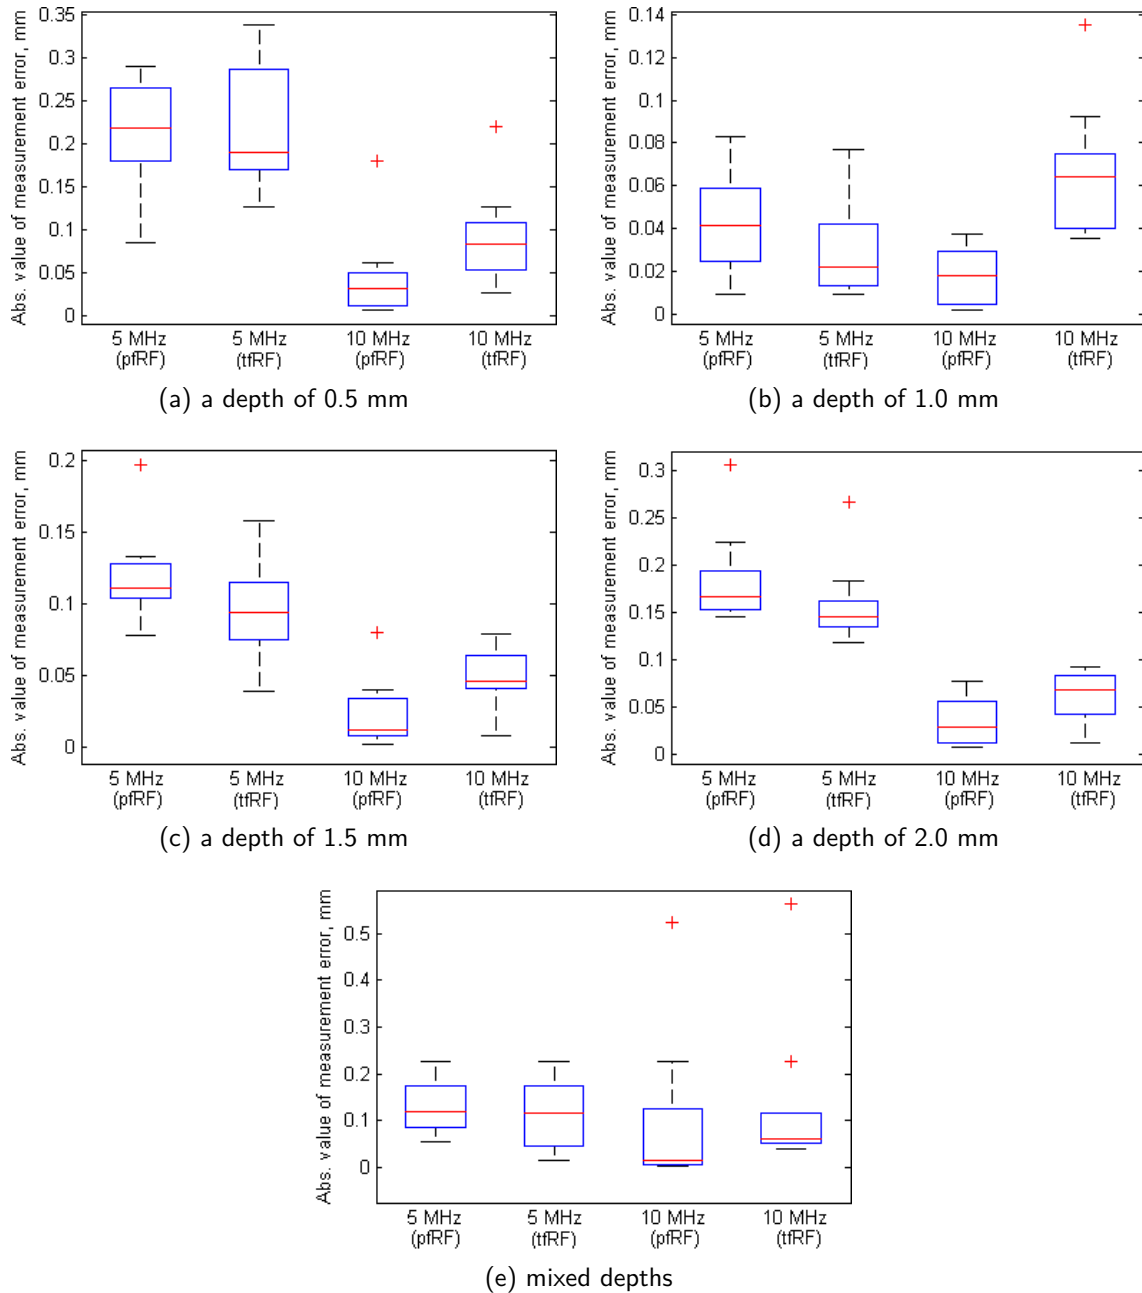 Abs. value of measurement error, mm
0.35
0.3
0.25
0.2
0.15
0.1
0.05
0
5 MHz
(pfRF)
5 MHz
(tfRF)
10 MHz
(pfRF)
10 MHz
(tfRF)
(a) a depth of 0.5 mm
Abs. value of measurement error, mm
0.14
0.12
0.1
0.08
0.06
0.04
0.02
0
5 MHz
(pfRF)
5 MHz
(tfRF)
10 MHz
(pfRF)
10 MHz
(tfRF)
(b) a depth of 1.0 mm
Abs. value of measurement error, mm
0.2
0.15
0.1
0.05
0
5 MHz
(pfRF)
5 MHz
(tfRF)
10 MHz
(pfRF)
10 MHz
(tfRF)
(c) a depth of 1.5 mm
Abs. value of measurement error, mm
0.3
0.25
0.2
0.15
0.1
0.05
0
5 MHz
(pfRF)
5 MHz
(tfRF)
10 MHz
(pfRF)
10 MHz
(tfRF)
(d) a depth of 2.0 mm
Abs. value of measurement error, mm
0.5
0.4
0.3
0.2
0.1
0
5 MHz
(pfRF)
5 MHz
(tfRF)
10 MHz
(pfRF)
10 MHz
(tfRF)
(e) mixed depths